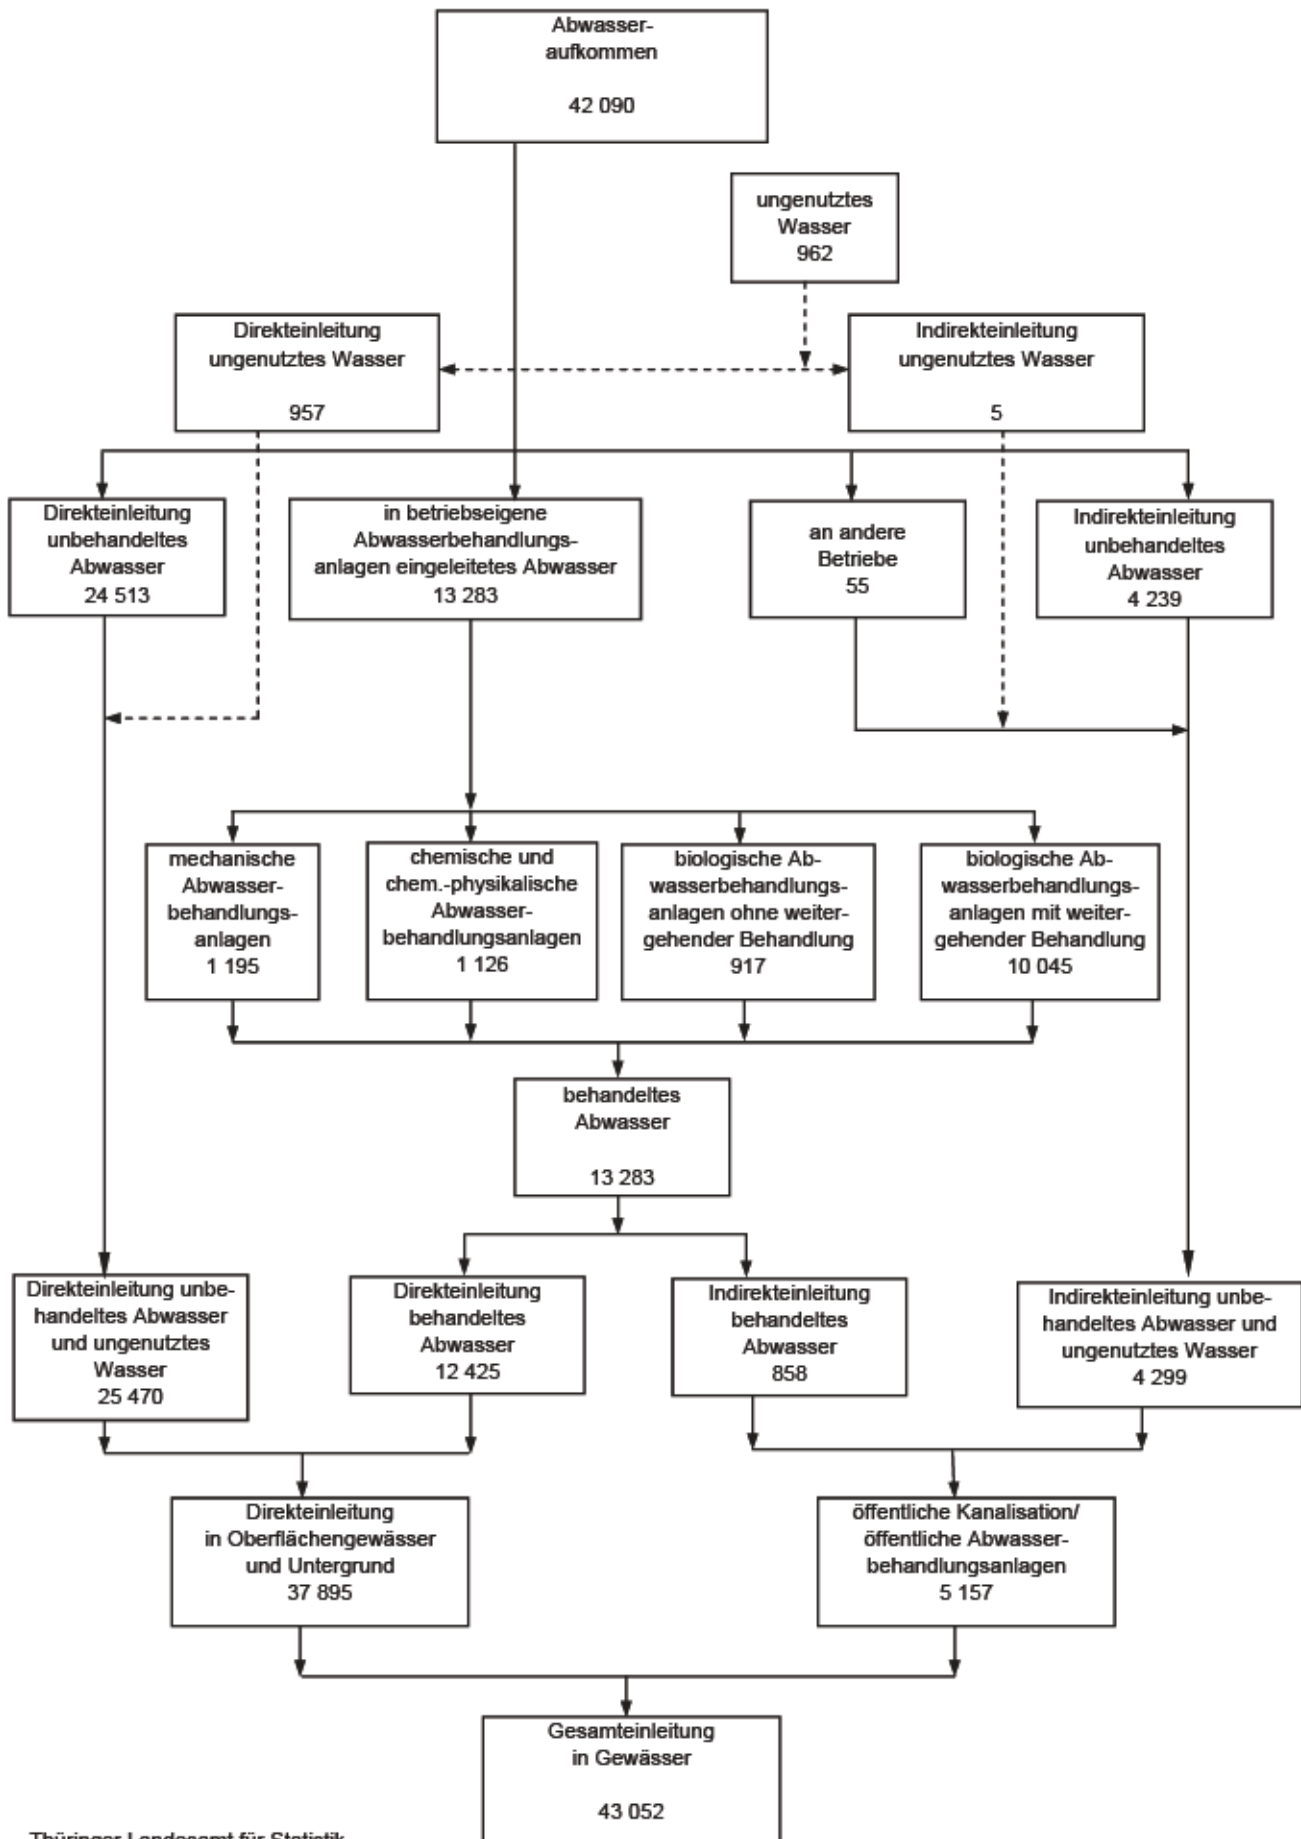 Abwasser-
aufkommen
42 090
ungenutztes
Wasser
962
Direkteinleitung
ungenutztes Wasser
957
Indirekteinleitung
ungenutztes Wasser
5
Direkteinleitung
unbehandeltes
Abwasser
24 513
in betriebseigene
Abwasserbehandlungs-
anlagen eingeleitetes Abwasser
13 283
an andere
Betriebe
55
Indirekteinleitung
unbehandeltes
Abwasser
4 239
mechanische
Abwasser-
behandlungs-
anlagen
1 195
chemische und
chem.-physikalische
Abwasser-
behandlungsanlagen
1 126
biologische Ab-
wasserbehandlungs-
anlagen ohne weiter-
gehender Behandlung
917
biologische Ab-
wasserbehandlungs-
anlagen mit weiter-
gehender Behandlung
10 045
behandeltes
Abwasser
13 283
Direkteinleitung unbe-
handeltes Abwasser
und ungenutztes
Wasser
25 470
Direkteinleitung
behandeltes
Abwasser
12 425
Indirekteinleitung
behandeltes
Abwasser
858
Indirekteinleitung unbe-
handeltes Abwasser und
ungenutztes Wasser
4 299
Direkteinleitung
in Oberflächengewässer
und Untergrund
37 895
öffentliche Kanalisation/
öffentliche Abwasser-
behandlungsanlagen
5 157
Gesamteinleitung
in Gewässer
43 052
Thüringer Landesamt für Statistik